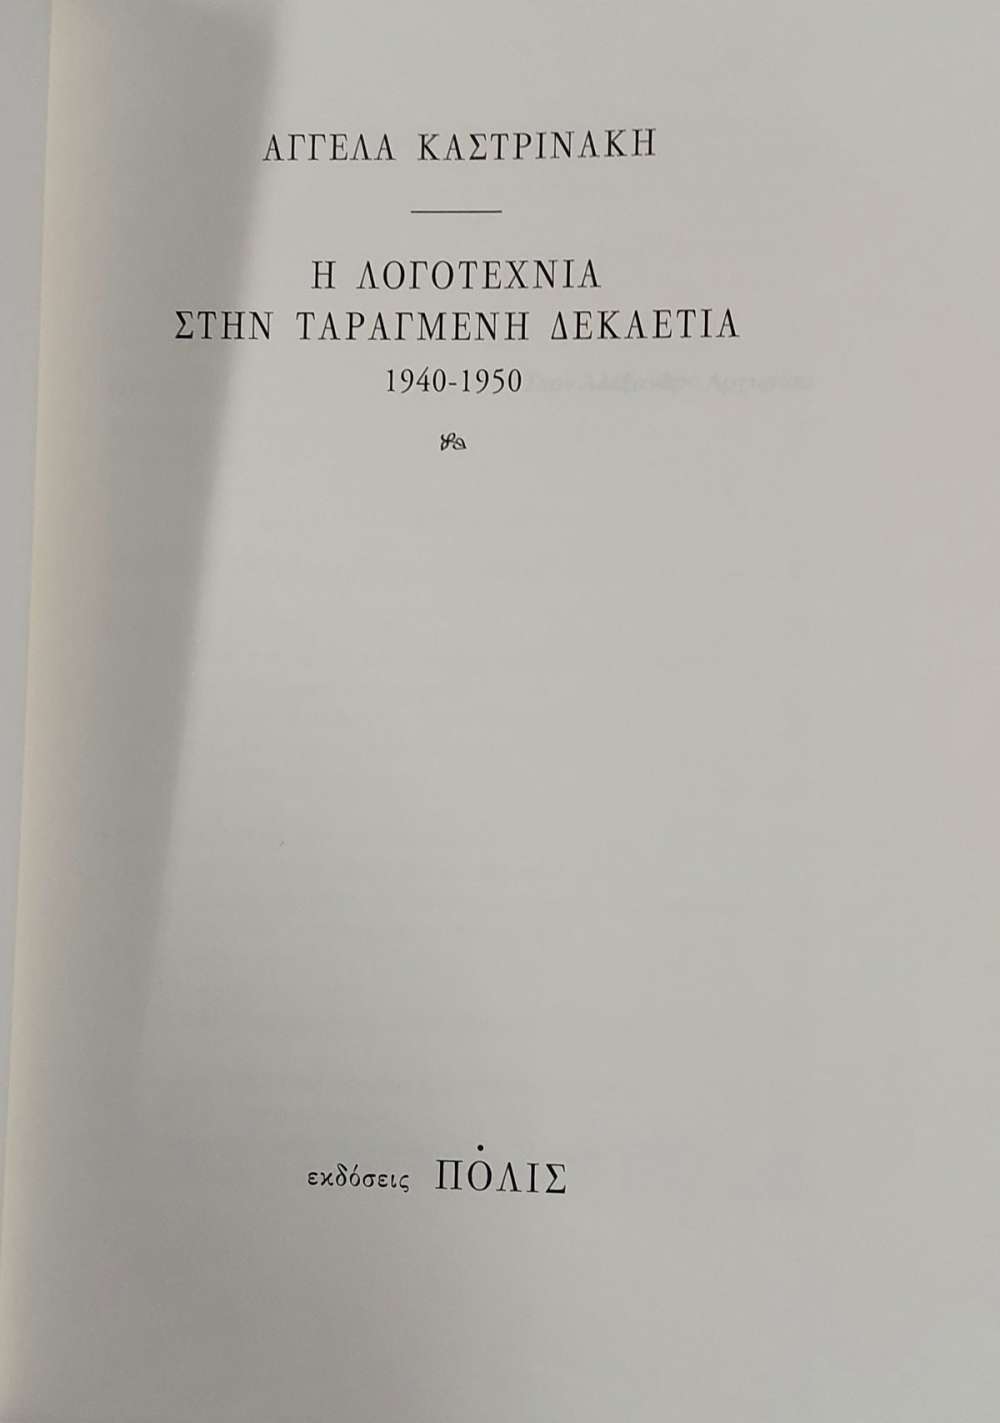 ΑΓΓΕΛΑ ΚΑΣΤΡΙΝΑΚΗ
Η ΛΟΓΟΤΕΧΝΙΑ
ΣΤΗΝ ΤΑΡΑΓΜΕΝΗ ΔΕΚΑΕΤΙΑ
1940-1950
εκδόσεις ΠΟΛΙΣ